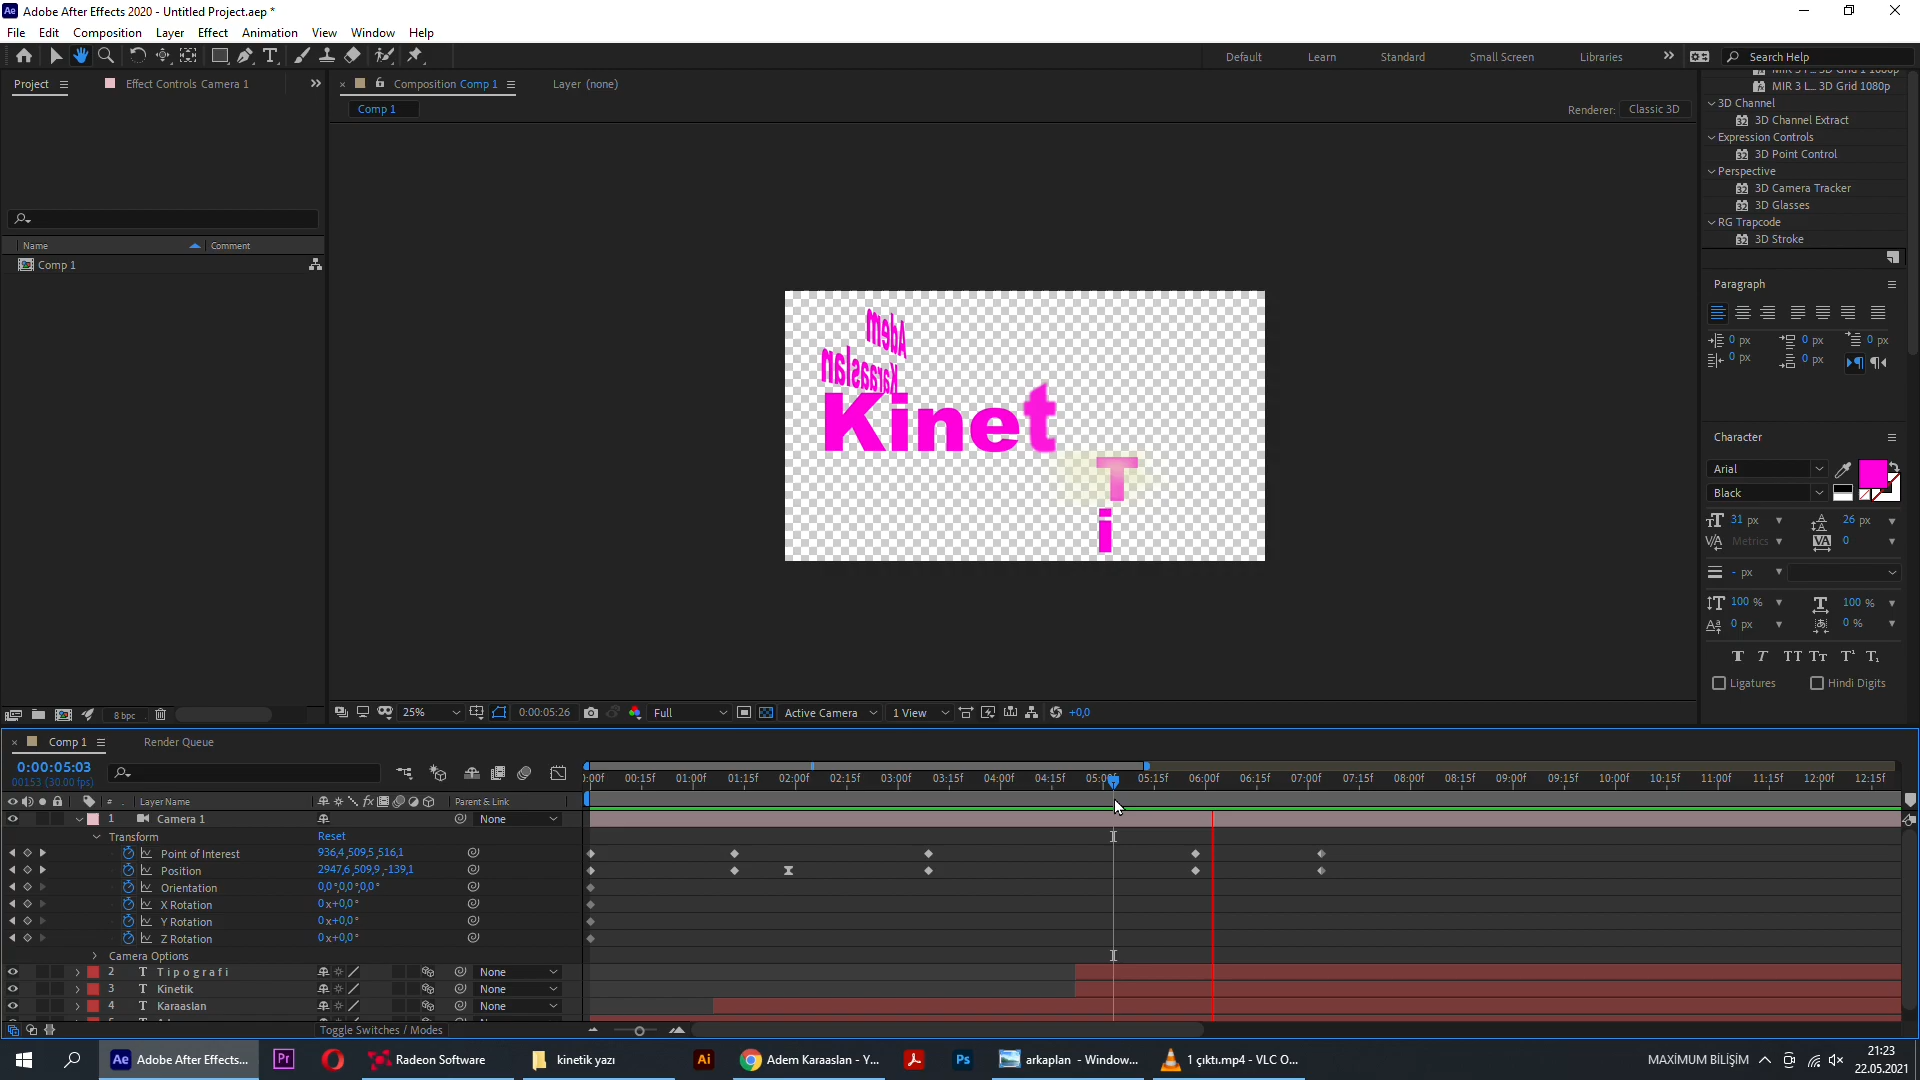 Adobe After Effects 2020 - Untitled Project.aep *
File Edit Composition Layer Effect Animation View Window Help
Default Learn Standard Small Screen Libraries Search Help
Project Effect Controls Camera 1
Composition Comp 1 Layer (none)
Comp 1
Renderer: Classic 3D
MIR 3 L... 3D Grid 1080p
3D Channel
3D Channel Extract
Expression Controls
3D Point Control
Perspective
3D Camera Tracker
3D Glasses
RG Trapcode
3D Stroke
Name Comment
Comp 1
Adem
Karaaslan
Kinet
T
i
Paragraph
0 px 0 px 0 px
0 px 0 px
Character
Arial
Black
31 px 26 px
Metrics 0
- px
100 % 100 %
0 px 0 %
Ligatures Hindi Digits
8 bpc
25% 0:00:05:26 Full Active Camera 1 View +0,0
Comp 1 Render Queue
0:00:05:03
00153 (30.00 fps)
:00f 00:15f 01:00f 01:15f 02:00f 02:15f 03:00f 03:15f 04:00f 04:15f 05:00f 05:15f 06:00f 06:15f 07:00f 07:15f 08:00f 08:15f 09:00f 09:15f 10:00f 10:15f 11:00f 11:15f 12:00f 12:15f
# Layer Name Parent & Link
1 Camera 1 None
Transform Reset
Point of Interest 936,4,509,5,516,1
Position 2947,6,509,9,-139,1
Orientation 0,0°,0,0°,0,0°
X Rotation 0x+0,0°
Y Rotation 0x+0,0°
Z Rotation 0x+0,0°
Camera Options
2 T Tipografi None
3 T Kinetik None
4 T Karaaslan None
Toggle Switches / Modes
Adobe After Effects... Radeon Software kinetik yazı Adem Karaaslan - Y... arkaplan - Window... 1 çıktı.mp4 - VLC O... MAXİMUM BİLİŞİM
21:23
22.05.2021